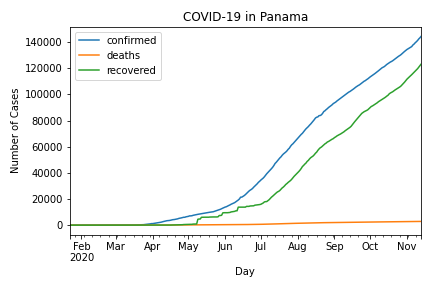 COVID-19 in Panama
confirmed
deaths
recovered
Number of Cases
140000
120000
100000
80000
60000
40000
20000
0
Feb Mar Apr May Jun Jul Aug Sep Oct Nov
2020
Day